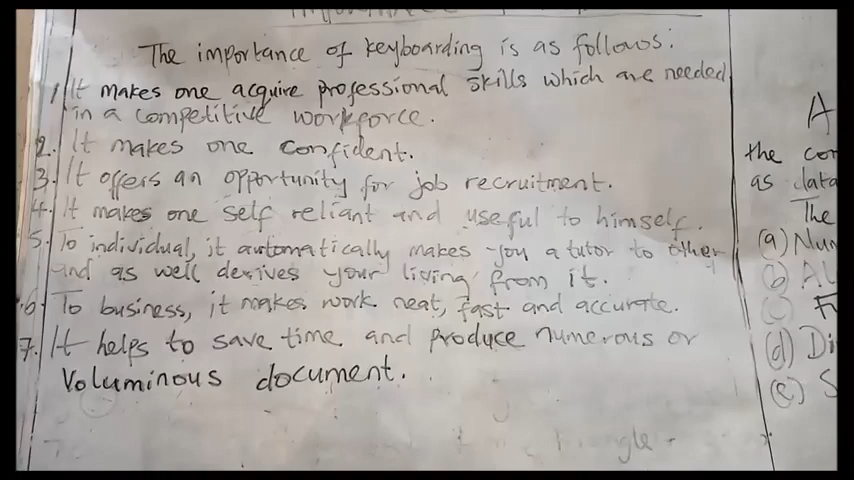 The importance of keyboarding is as follows:
1. It makes one acquire professional skills which are needed
in a competitive workforce.
2. It makes one confident.
3. It offers an opportunity for job recruitment.
4. It makes one self reliant and useful to himself.
5. To individual, it automatically makes you a tutor to other
and as well derives your living from it.
6. To business, it makes work neat, fast and accurate.
7. It helps to save time and produce numerous or
Voluminous document.
A
the con
as data
The
(a) Num
(b) AL
(c) F
(d) Di
(e) S